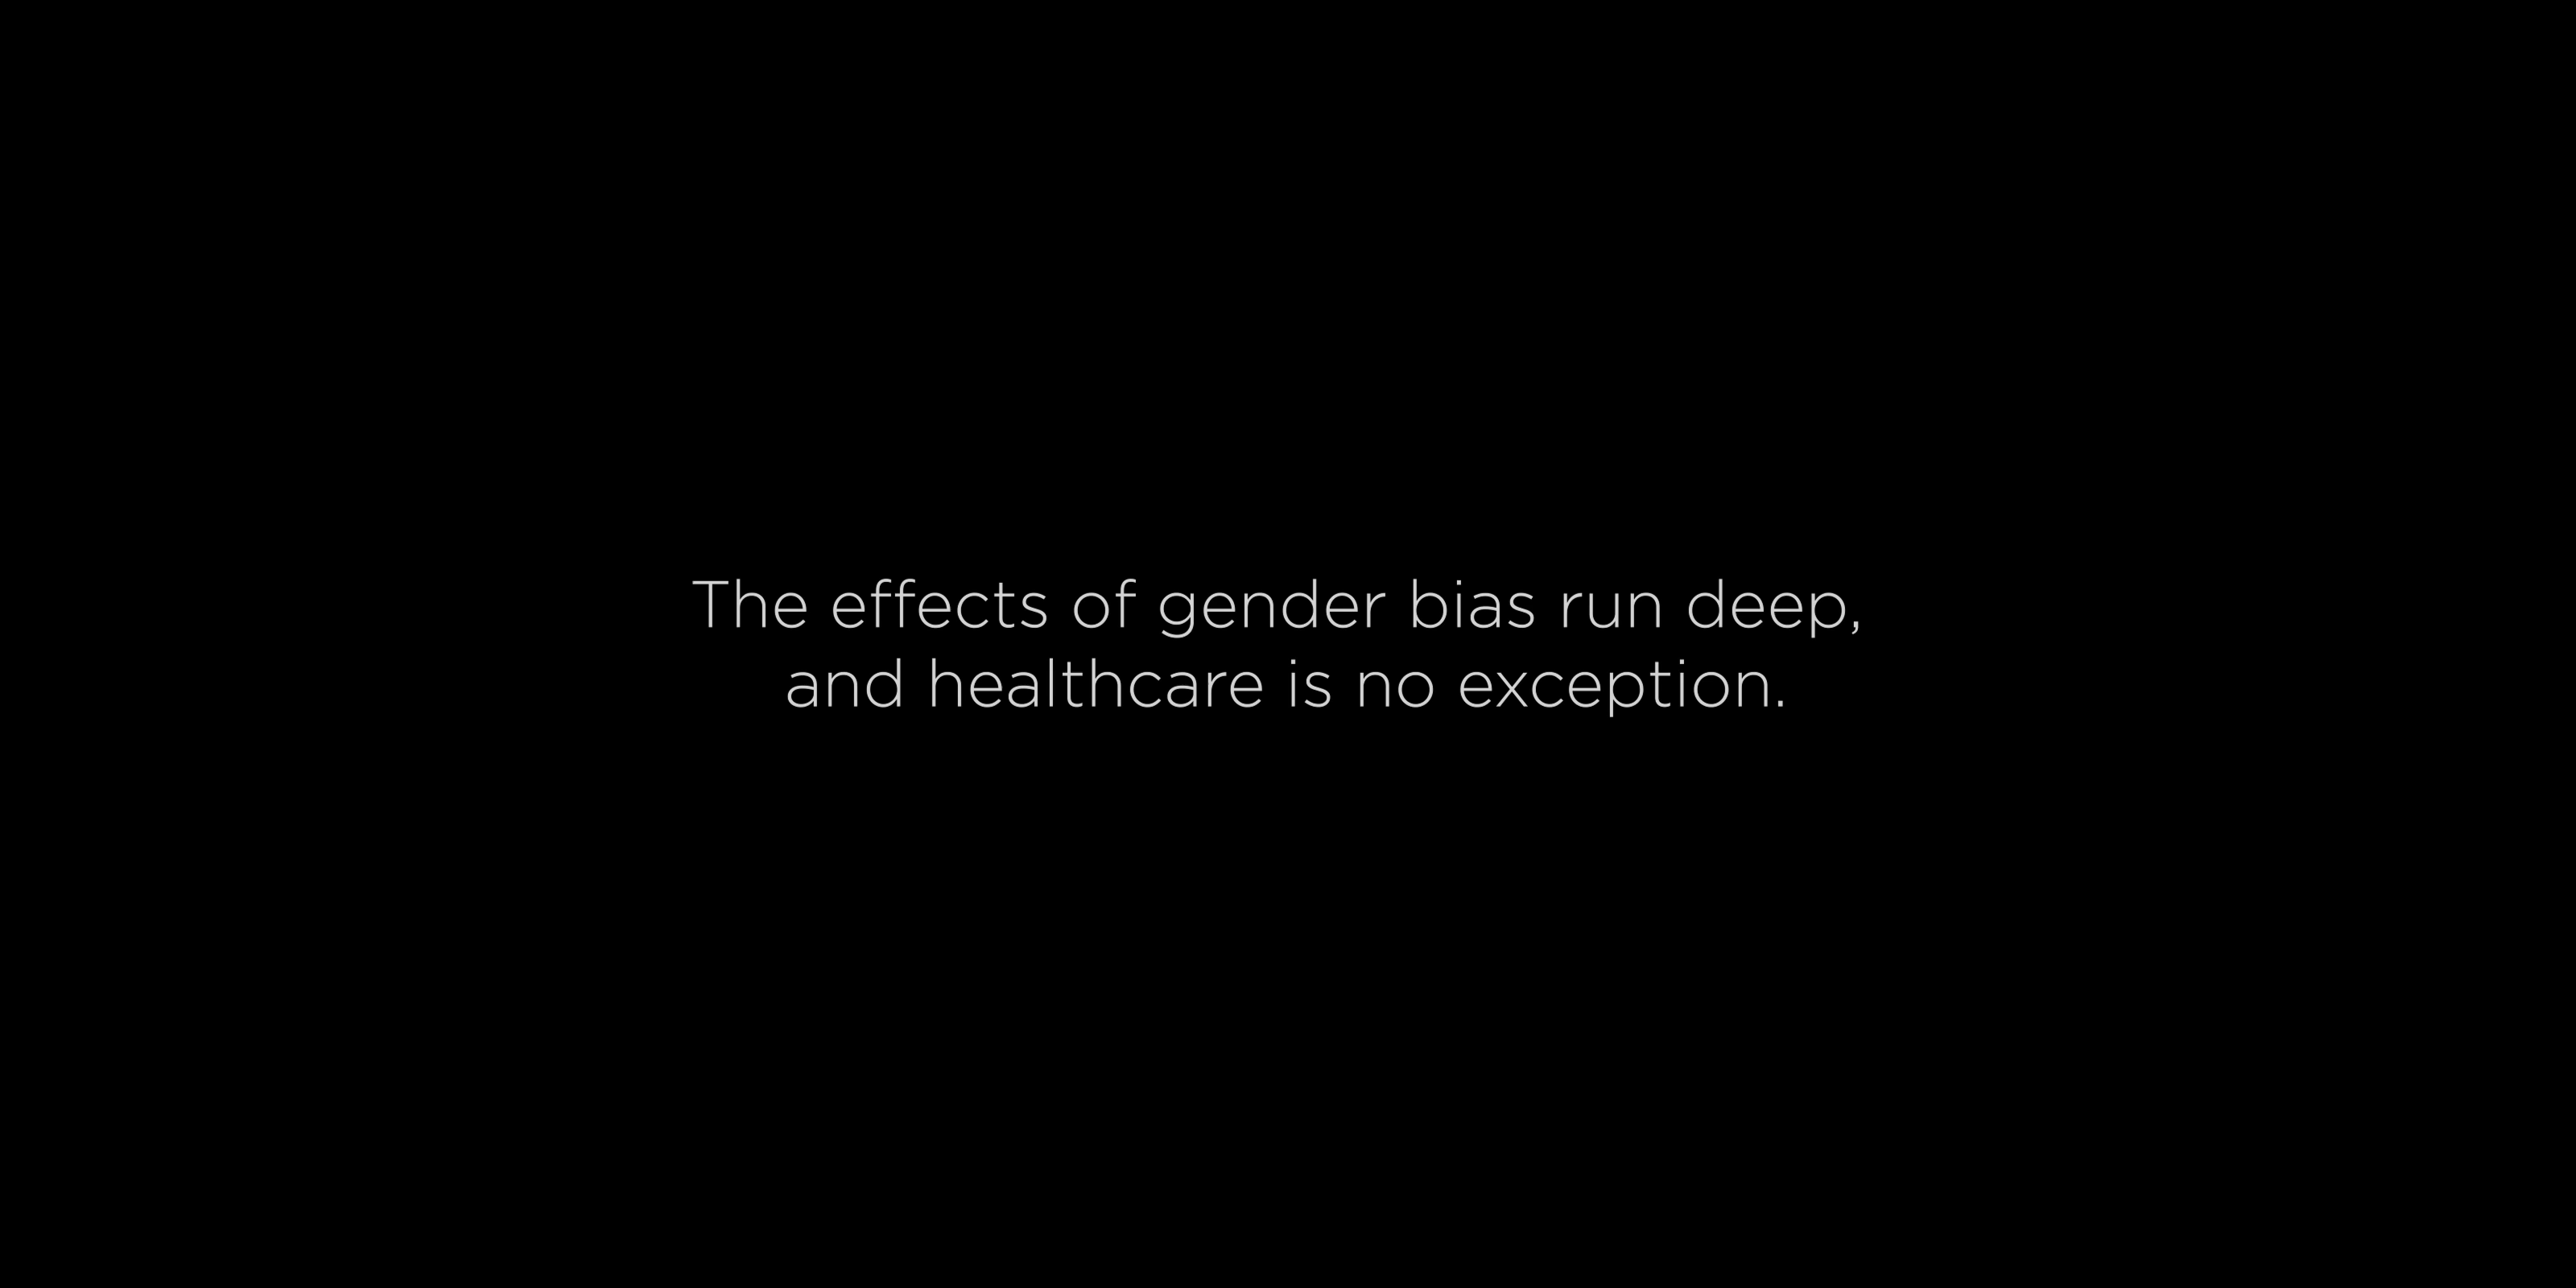 The effects of gender bias run deep,
and healthcare is no exception.